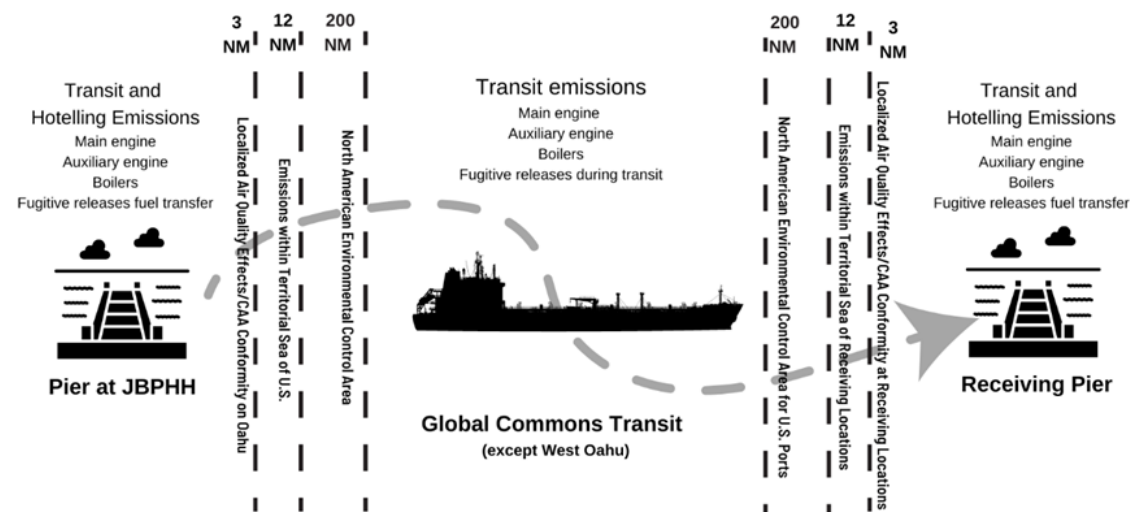 3
NM
12
NM
200
NM
200
NM
12
NM
3
NM
Transit and
Hotelling Emissions
Main engine
Auxiliary engine
Boilers
Fugitive releases fuel transfer
Pier at JBPHH
Localized Air Quality Effects/CAA Conformity on Oahu
Emissions within Territorial Sea of U.S.
North American Environmental Control Area
Transit emissions
Main engine
Auxiliary engine
Boilers
Fugitive releases during transit
Global Commons Transit
(except West Oahu)
North American Environmental Control Area for U.S. Ports
Emissions within Territorial Sea of Receiving Locations
Localized Air Quality Effects/CAA Conformity at Receiving Locations
Transit and
Hotelling Emissions
Main engine
Auxiliary engine
Boilers
Fugitive releases fuel transfer
Receiving Pier